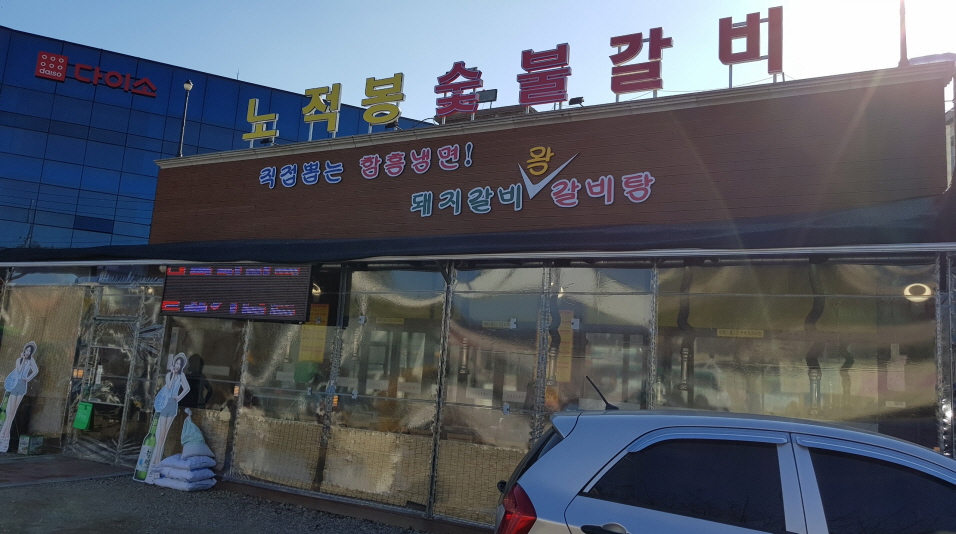 daiso 다이소
노적봉 숯불갈비
직접뽑는 함흥냉면!
왕
돼지갈비 갈비탕